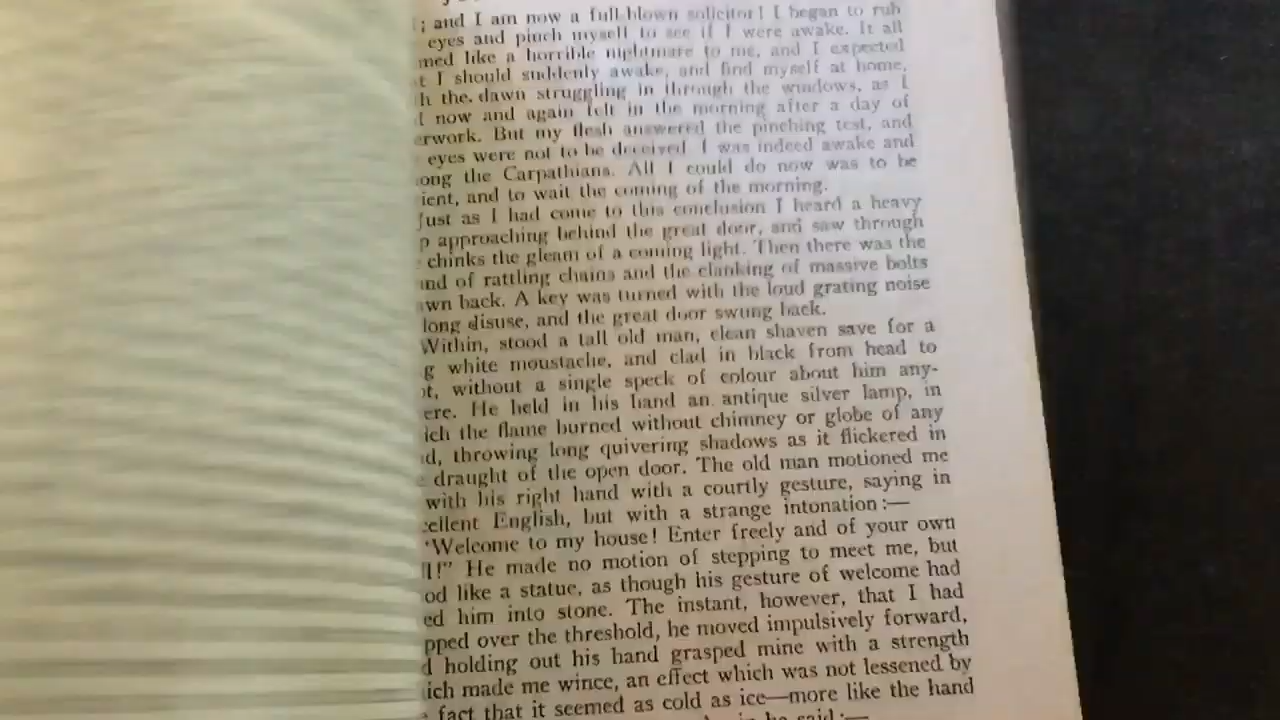 ; and I am now a full-blown solicitor! I began to rub
eyes and pinch myself to see if I were awake. It all
med like a horrible nightmare to me, and I expected
t I should suddenly awake, and find myself at home,
h the dawn struggling in through the windows, as I
d now and again felt in the morning after a day of
erwork. But my flesh answered the pinching test, and
eyes were not to be deceived. I was indeed awake and
ong the Carpathians. All I could do now was to be
ient, and to wait the coming of the morning.
Just as I had come to this conclusion I heard a heavy
p approaching behind the great door, and saw through
chinks the gleam of a coming light. Then there was the
und of rattling chains and the clanking of massive bolts
wn back. A key was turned with the loud grating noise
long disuse, and the great door swung back.
Within, stood a tall old man, clean shaven save for a
g white moustache, and clad in black from head to
ot, without a single speck of colour about him any-
ere. He held in his hand an antique silver lamp, in
ich the flame burned without chimney or globe of any
d, throwing long quivering shadows as it flickered in
draught of the open door. The old man motioned me
with his right hand with a courtly gesture, saying in
cellent English, but with a strange intonation:—
"Welcome to my house! Enter freely and of your own
l!" He made no motion of stepping to meet me, but
od like a statue, as though his gesture of welcome had
ed him into stone. The instant, however, that I had
pped over the threshold, he moved impulsively forward,
d holding out his hand grasped mine with a strength
ich made me wince, an effect which was not lessened by
fact that it seemed as cold as ice—more like the hand
he said:—